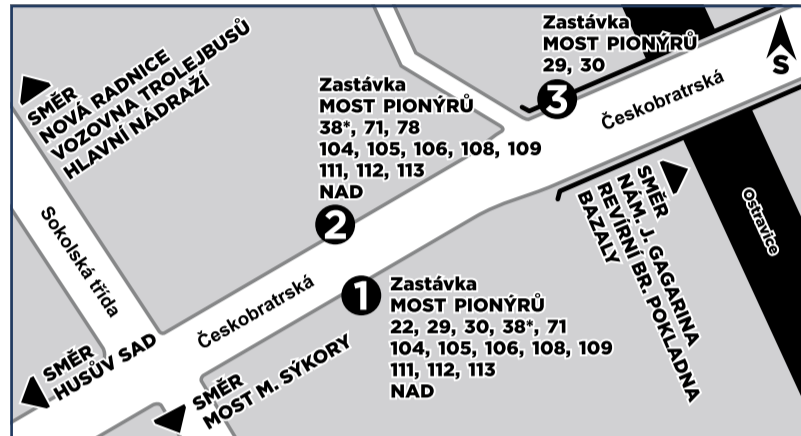 SMĚR
NOVÁ RADNICE
VOZOVNA TROLEJBUSŮ
HLAVNÍ NÁDRAŽÍ
Zastávka
MOST PIONÝRŮ
29, 30
3
S
Českobratrská
Zastávka
MOST PIONÝRŮ
38*, 71, 78
104, 105, 106, 108, 109
111, 112, 113
NAD
2
SMĚR
NÁM. J. GAGARINA
REVÍRNÍ BR. POKLADNA
BAZALY
Ostravice
Sokolská třída
Českobratrská
1
Zastávka
MOST PIONÝRŮ
22, 29, 30, 38*, 71
104, 105, 106, 108, 109
111, 112, 113
NAD
SMĚR
HUSŮV SAD
SMĚR
MOST M. SÝKORY